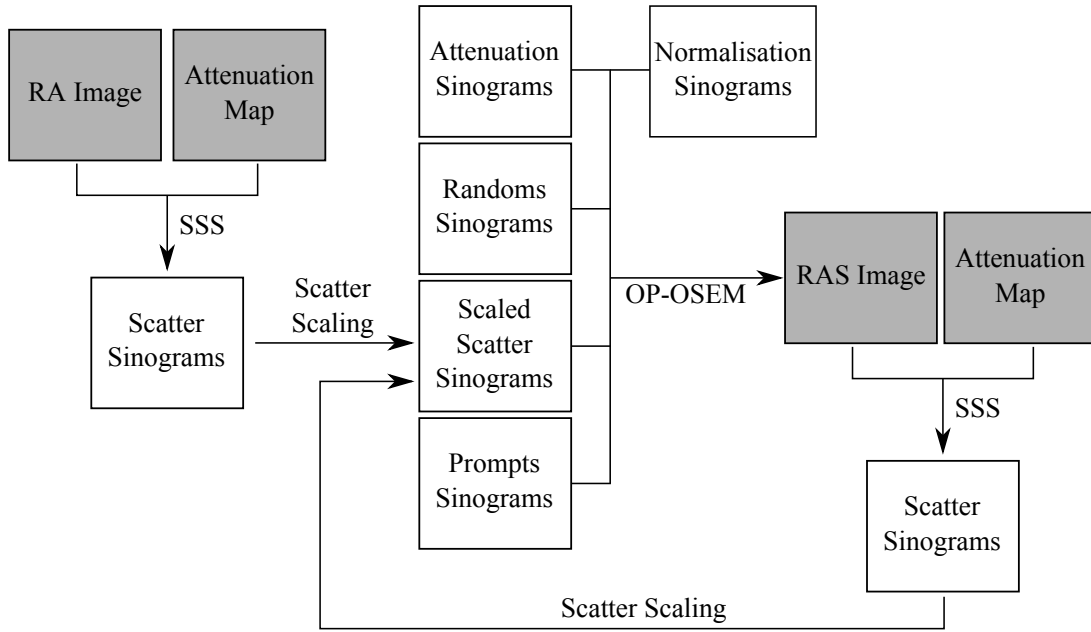 RA Image
Attenuation
Map
SSS
Scatter
Sinograms
Scatter
Scaling
Attenuation
Sinograms
Normalisation
Sinograms
Randoms
Sinograms
Scaled
Scatter
Sinograms
Prompts
Sinograms
OP-OSEM
RAS Image
Attenuation
Map
SSS
Scatter
Sinograms
Scatter Scaling